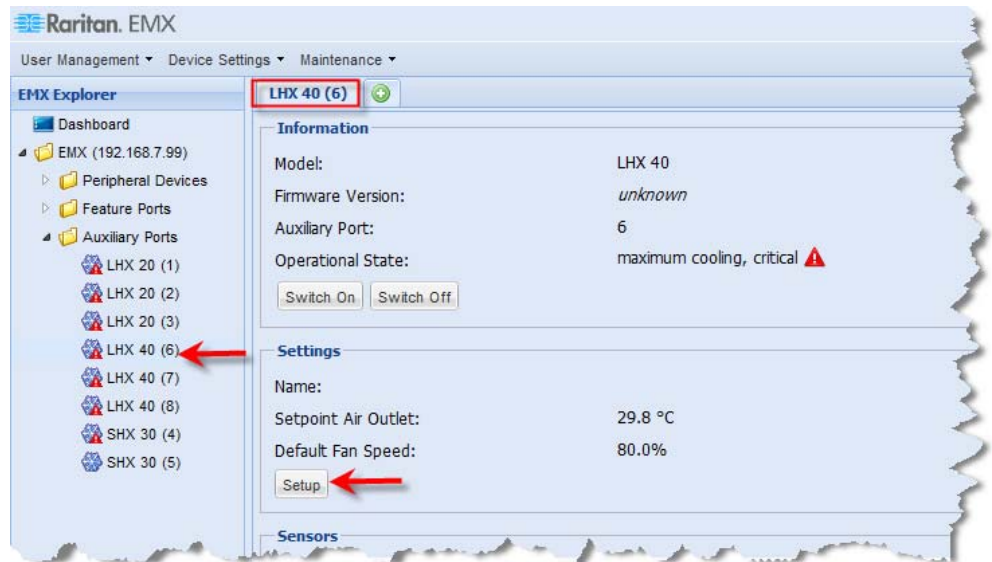 Raritan. EMX
User Management Device Settings Maintenance
EMX Explorer
Dashboard
EMX (192.168.7.99)
Peripheral Devices
Feature Ports
Auxiliary Ports
LHX 20 (1)
LHX 20 (2)
LHX 20 (3)
LHX 40 (6)
LHX 40 (7)
LHX 40 (8)
SHX 30 (4)
SHX 30 (5)
LHX 40 (6)
Information
Model: LHX 40
Firmware Version: unknown
Auxiliary Port: 6
Operational State: maximum cooling, critical
Switch On Switch Off
Settings
Name:
Setpoint Air Outlet: 29.8 °C
Default Fan Speed: 80.0%
Setup
Sensors